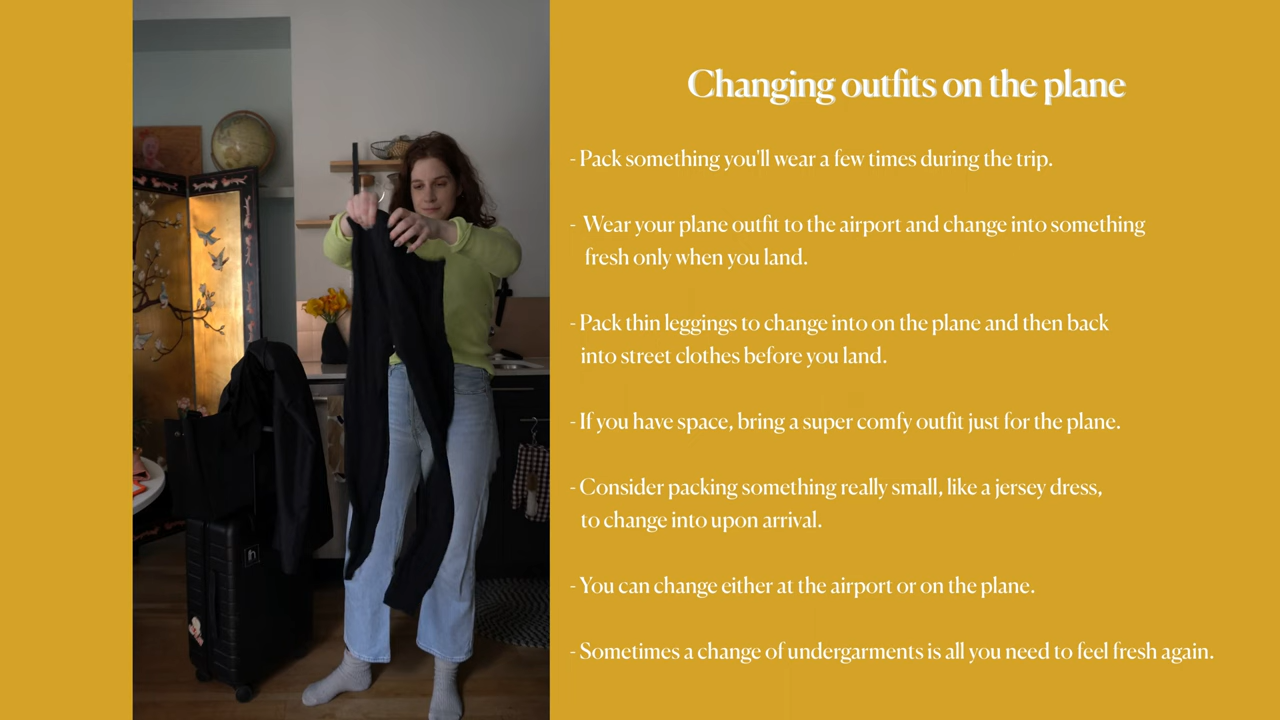 Changing outfits on the plane
- Pack something you'll wear a few times during the trip.
- Wear your plane outfit to the airport and change into something
fresh only when you land.
- Pack thin leggings to change into on the plane and then back
into street clothes before you land.
- If you have space, bring a super comfy outfit just for the plane.
- Consider packing something really small, like a jersey dress,
to change into upon arrival.
- You can change either at the airport or on the plane.
- Sometimes a change of undergarments is all you need to feel fresh again.